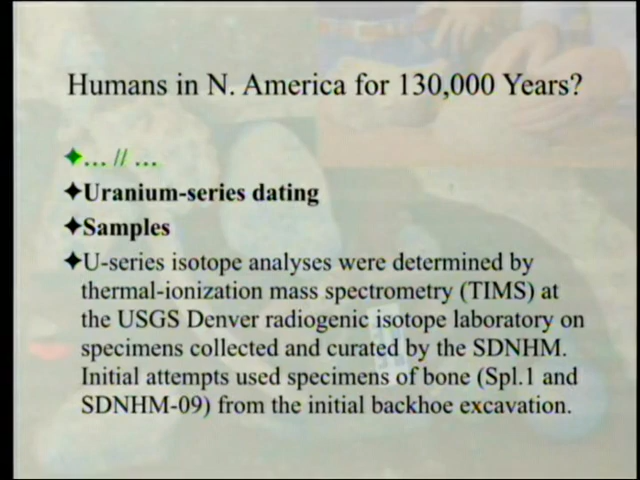 Humans in N. America for 130,000 Years?
✦… // …
✦Uranium-series dating
✦Samples
✦U-series isotope analyses were determined by
thermal-ionization mass spectrometry (TIMS) at
the USGS Denver radiogenic isotope laboratory on
specimens collected and curated by the SDNHM.
Initial attempts used specimens of bone (Spl.1 and
SDNHM-09) from the initial backhoe excavation.